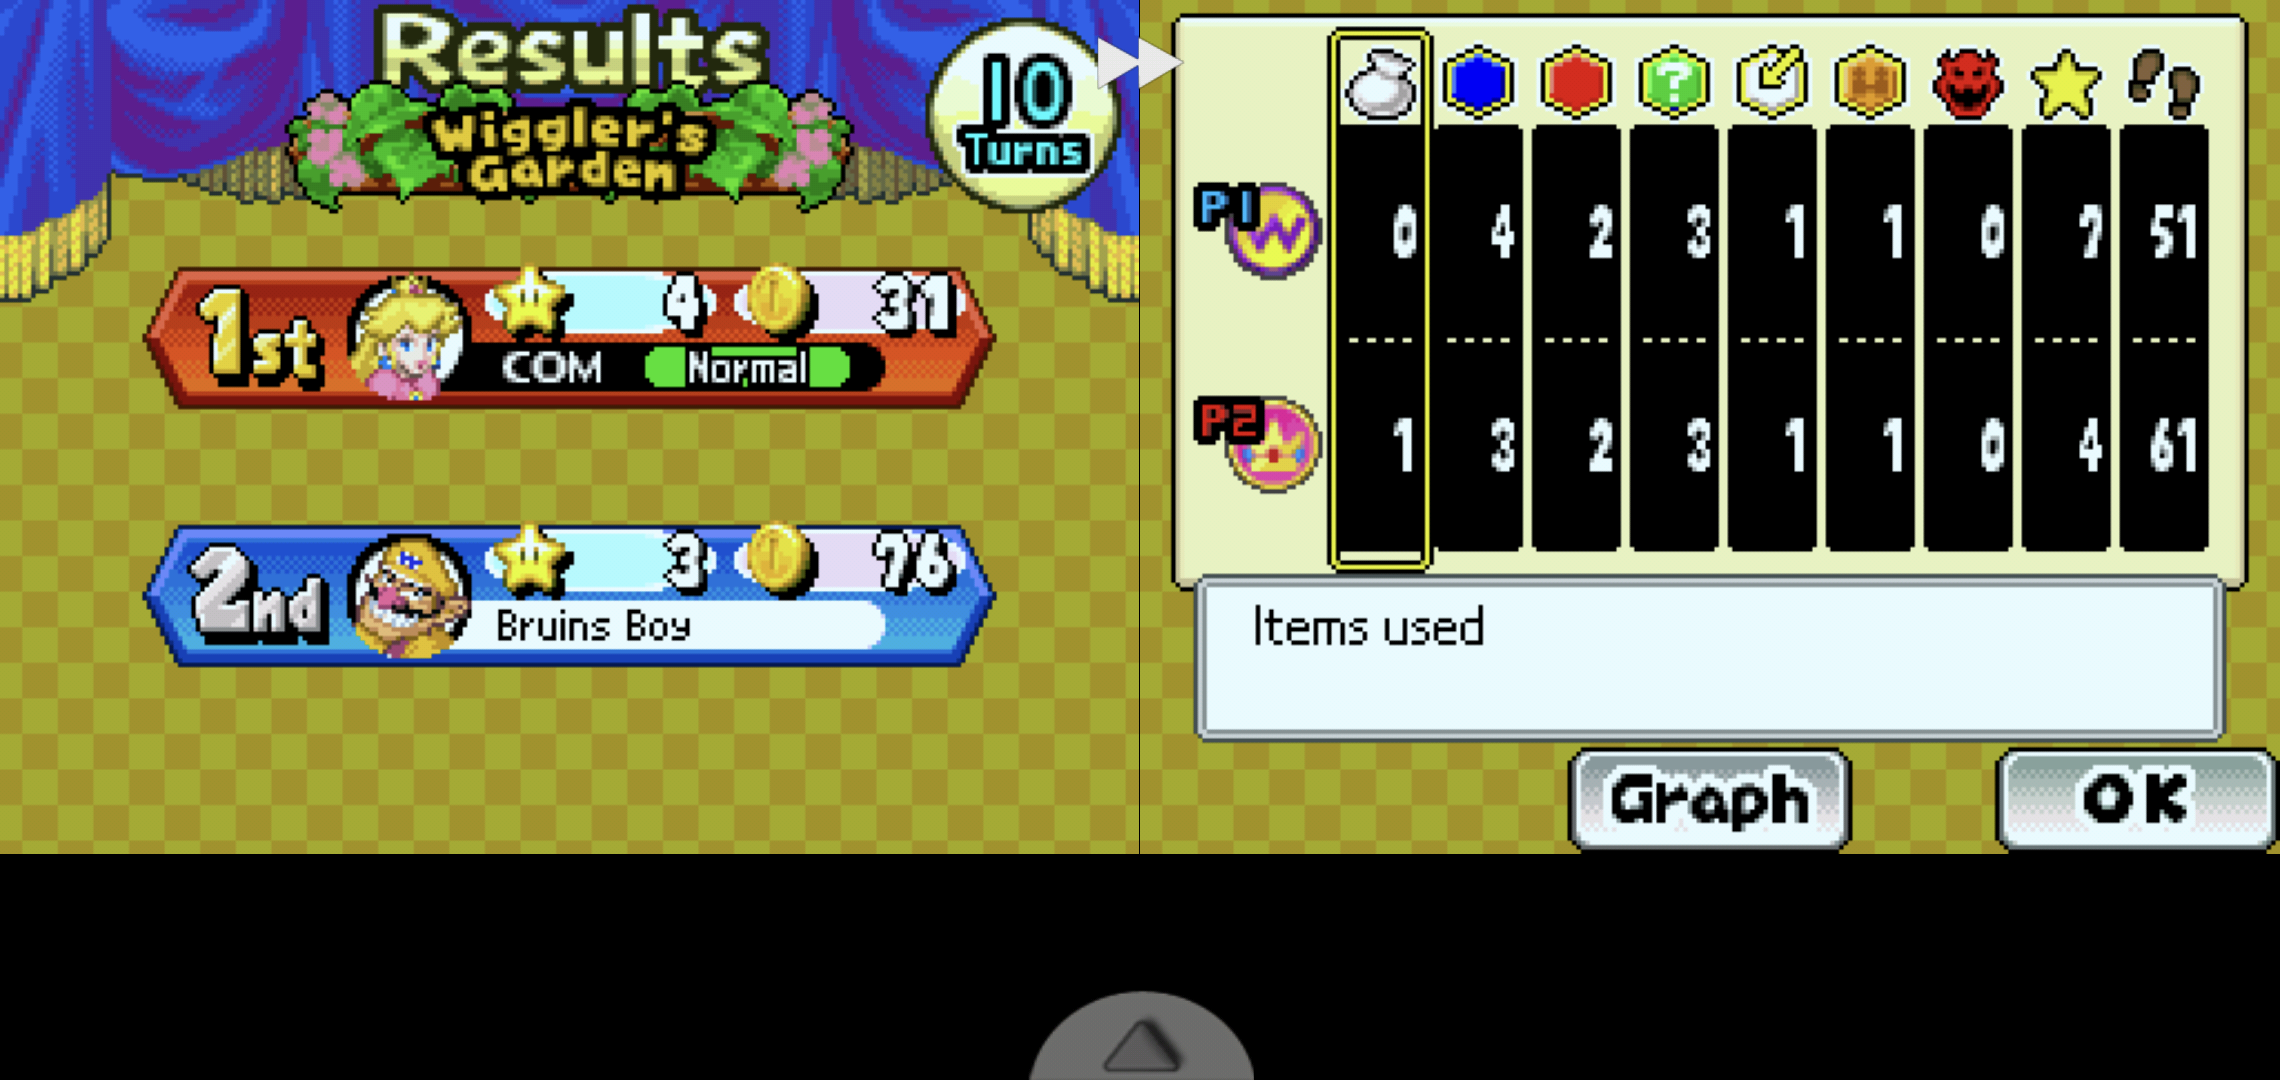 Results
Wiggler's
Garden
10
Turns
1st
4
31
COM
Normal
2nd
3
76
Bruins Boy
?
P1 W 0 4 2 3 1 1 0 7 51
P2 1 3 2 3 1 1 0 4 61
Items used
Graph
OK